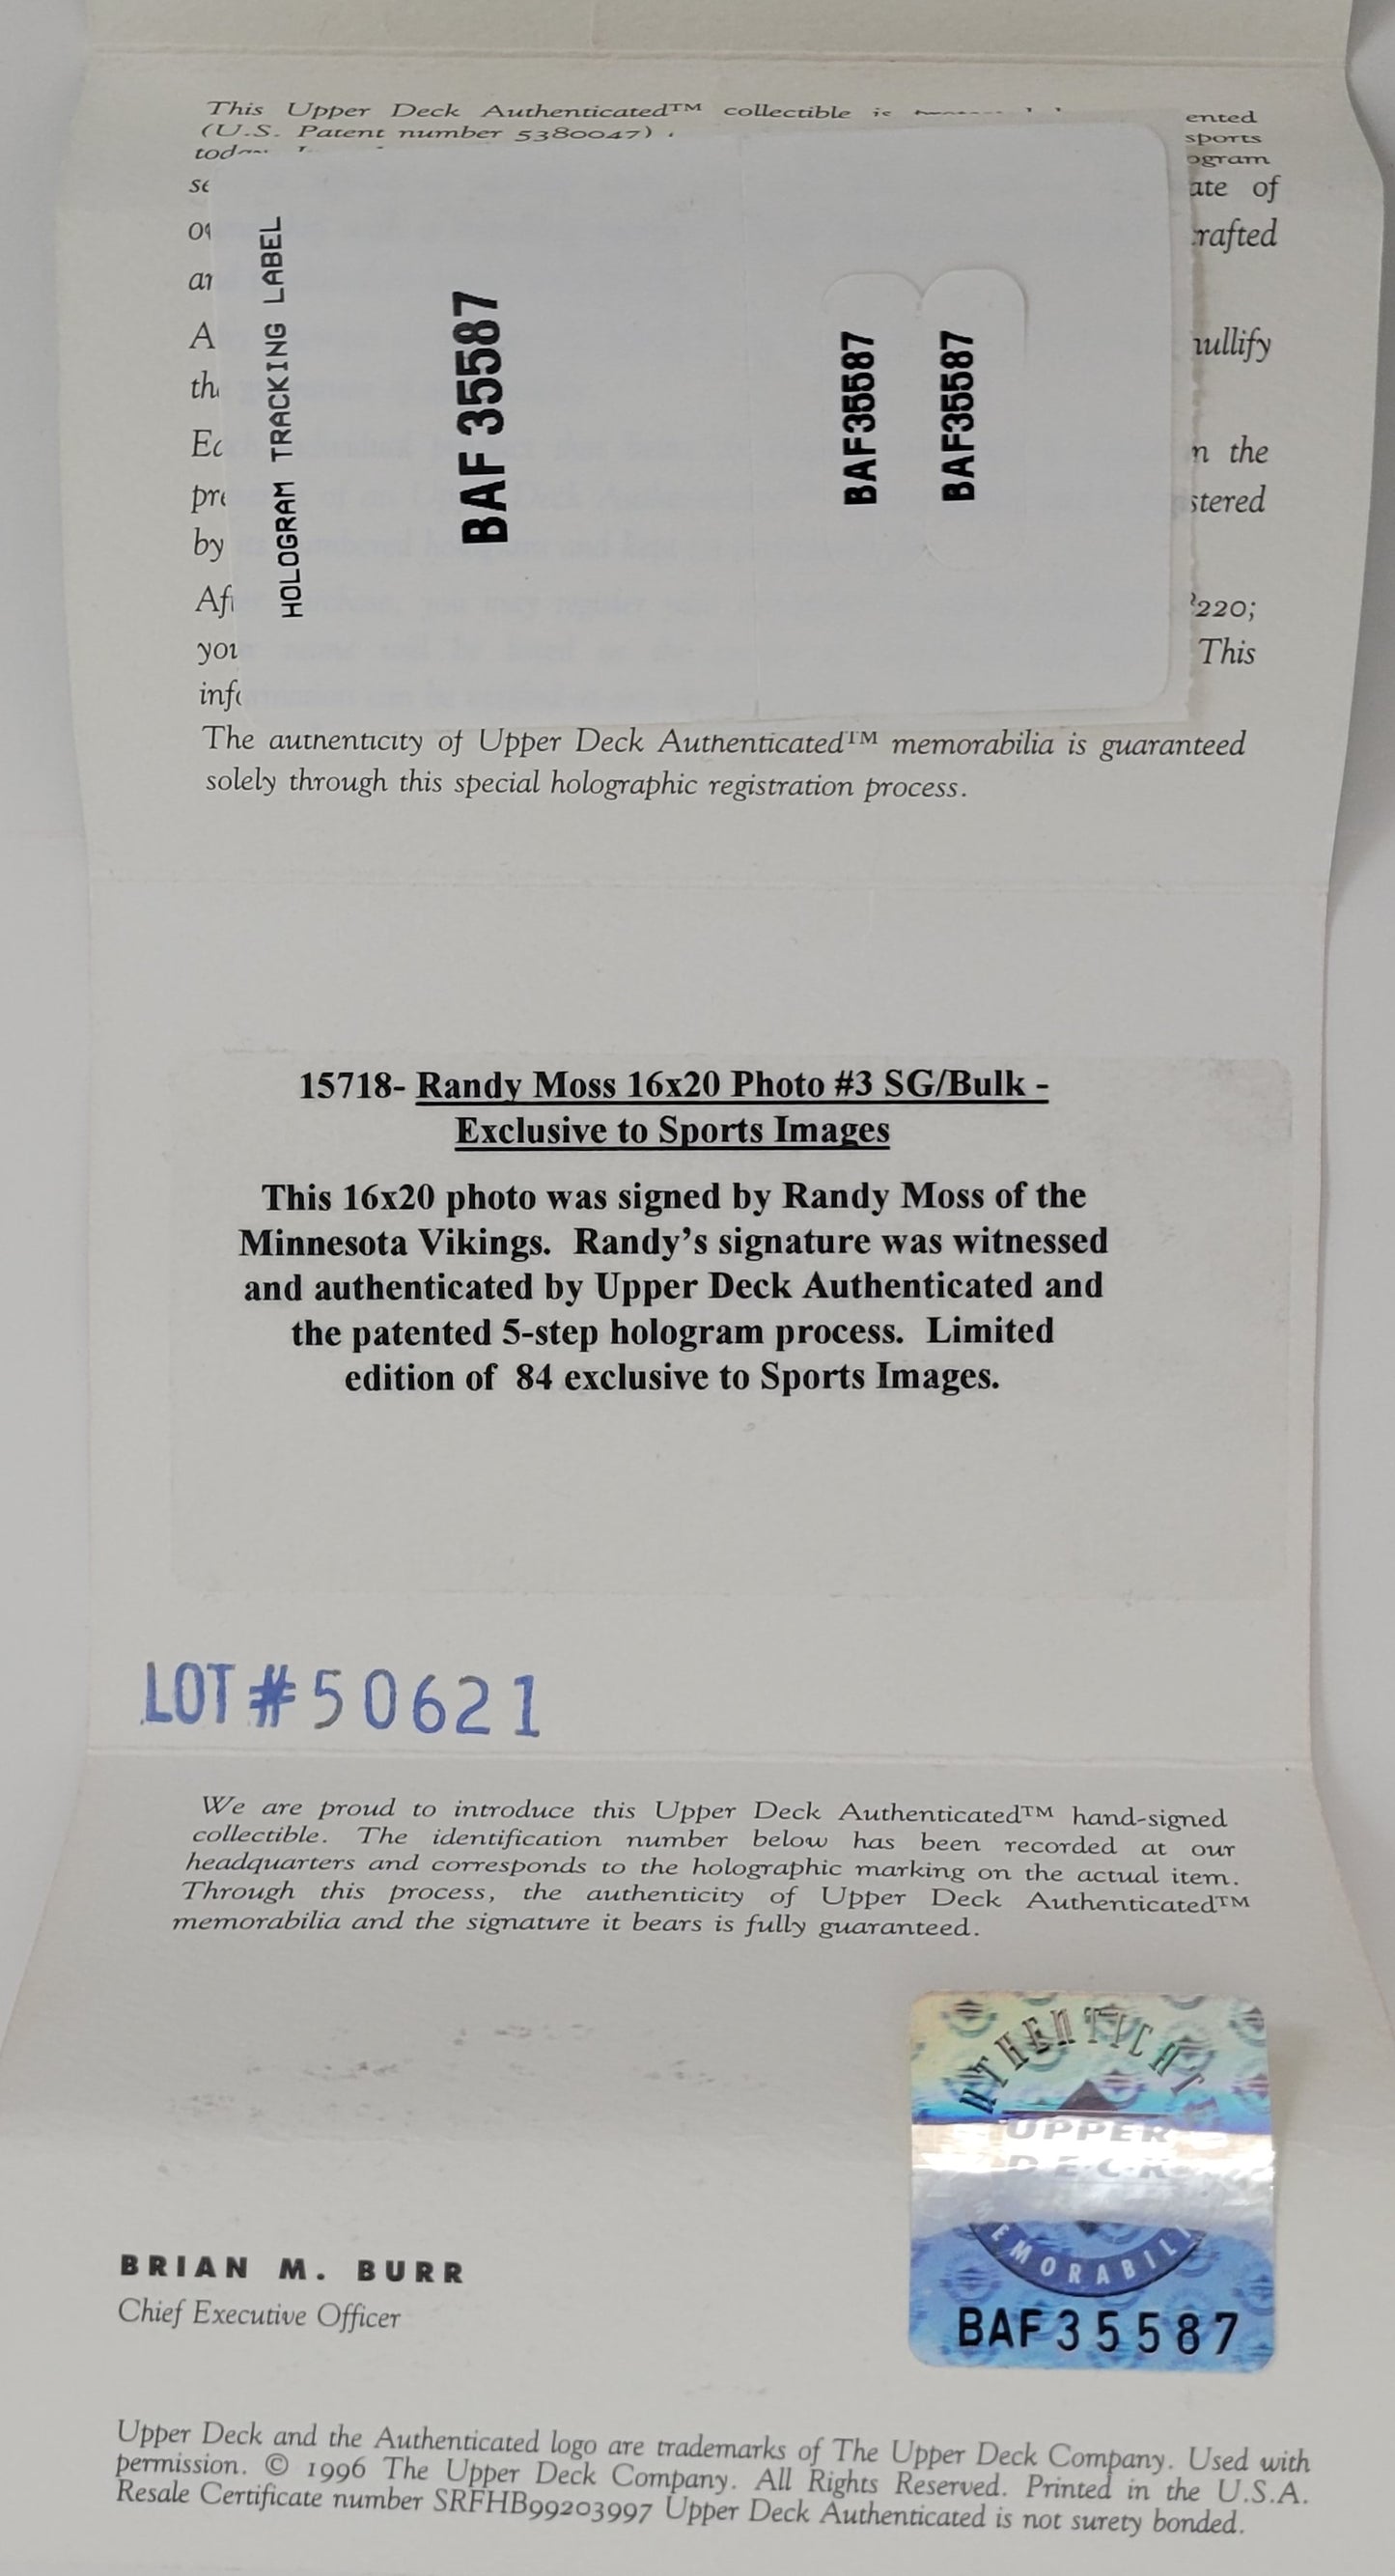 This Upper Deck Authenticated™ collectible is ented
(U.S. Patent number 5380047) sports
ogram
ate of
rafted
A nullify
n the
stered
by
220;
This
The authenticity of Upper Deck Authenticated™ memorabilia is guaranteed
solely through this special holographic registration process.
HOLOGRAM TRACKING LABEL
BAF 35587
BAF35587
BAF35587
15718- Randy Moss 16x20 Photo #3 SG/Bulk -
Exclusive to Sports Images
This 16x20 photo was signed by Randy Moss of the
Minnesota Vikings. Randy’s signature was witnessed
and authenticated by Upper Deck Authenticated and
the patented 5-step hologram process. Limited
edition of 84 exclusive to Sports Images.
LOT # 50621
We are proud to introduce this Upper Deck Authenticated™ hand-signed
collectible. The identification number below has been recorded at our
headquarters and corresponds to the holographic marking on the actual item.
Through this process, the authenticity of Upper Deck Authenticated™
memorabilia and the signature it bears is fully guaranteed.
UPPER
DECK
BAF35587
BRIAN M. BURR
Chief Executive Officer
Upper Deck and the Authenticated logo are trademarks of The Upper Deck Company. Used with
permission. © 1996 The Upper Deck Company. All Rights Reserved. Printed in the U.S.A.
Resale Certificate number SRFHB99203997 Upper Deck Authenticated is not surety bonded.